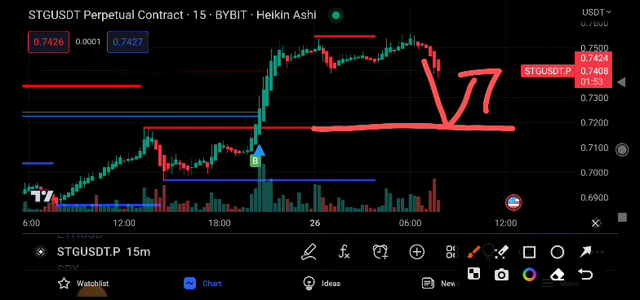 STGUSDT Perpetual Contract · 15 · BYBIT · Heikin Ashi
USDT
0.7426
0.0001
0.7427
0.7500
0.7424
STGUSDT.P
0.7408
01:53
0.7300
0.7200
0.7100
0.7000
0.6900
B
6:00
12:00
18:00
26
06:00
12:00
STGUSDT.P 15m
Watchlist
Chart
Ideas
News
Menu